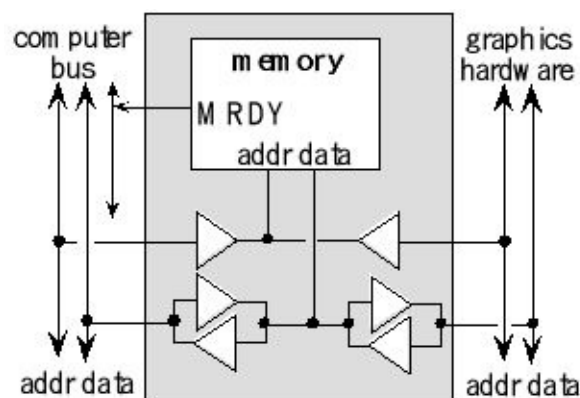 computer
bus
memory
MRDY
addr data
graphics
hardware
addr data
addr data